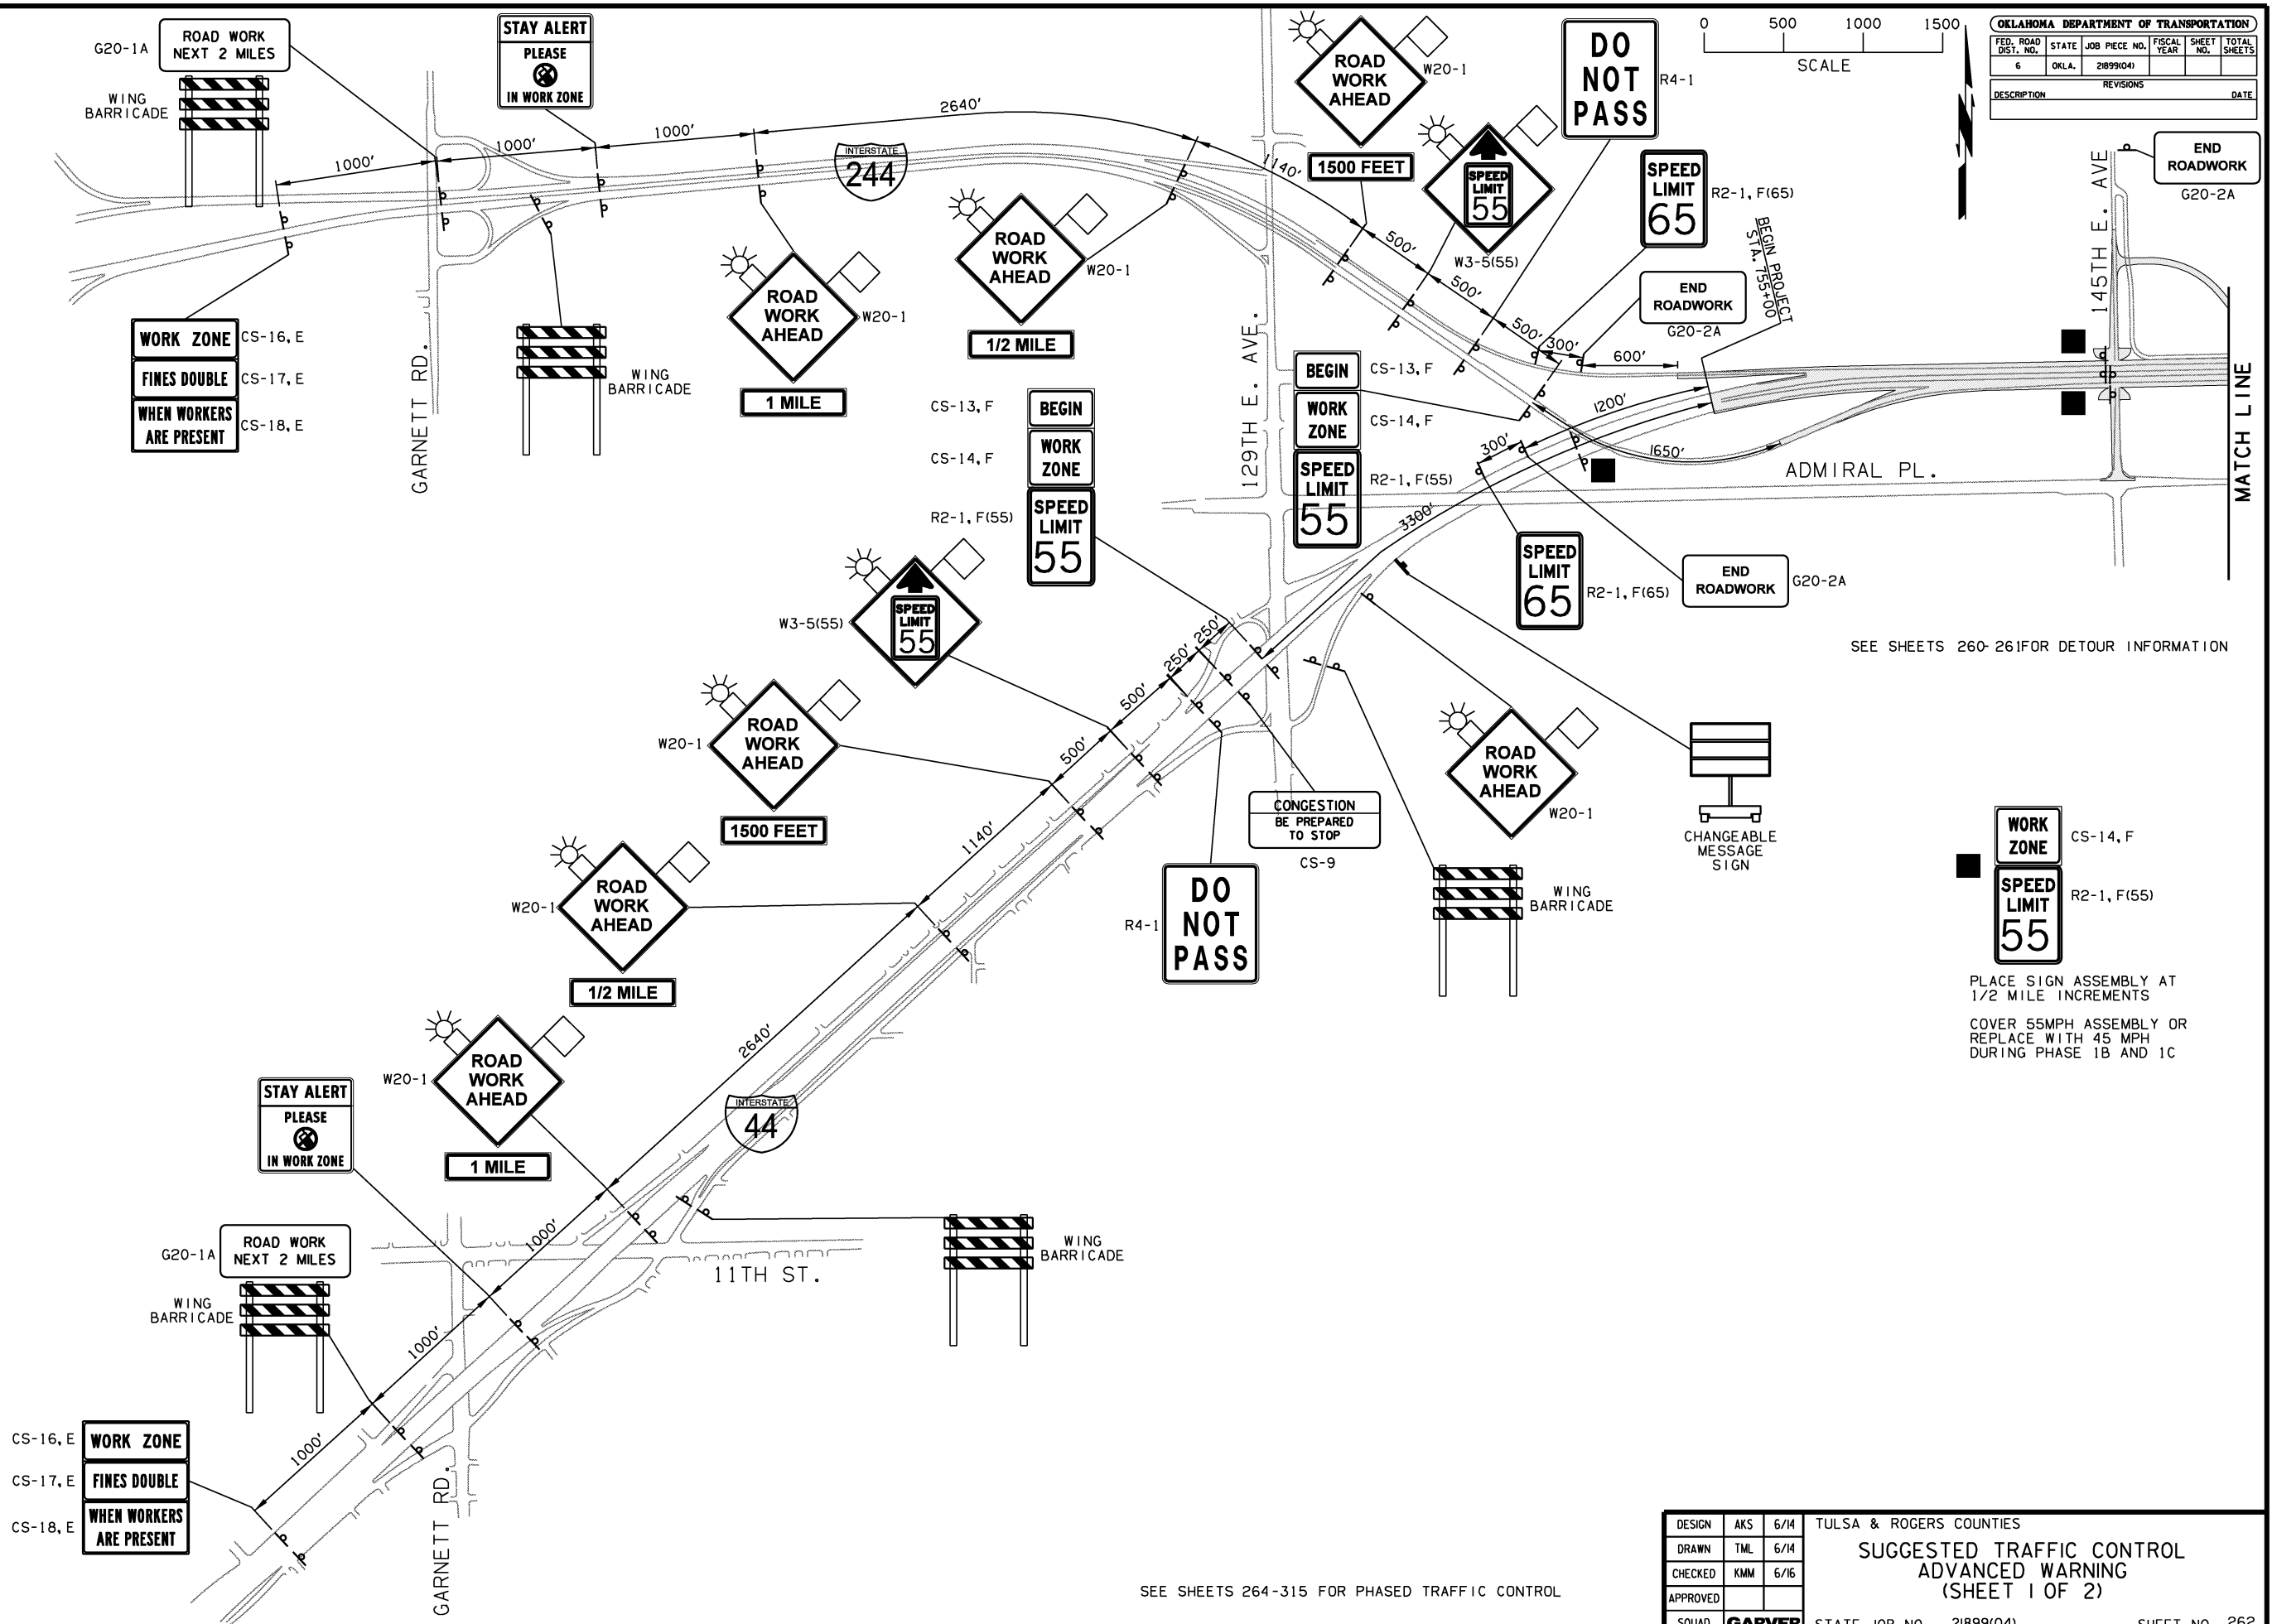 G20-1A
ROAD WORK
NEXT 2 MILES
WING
BARRICADE
STAY ALERT
PLEASE
IN WORK ZONE
1000'
1000'
1000'
2640'
INTERSTATE
244
1140'
ROAD
WORK
AHEAD
W20-1
1500 FEET
DO
NOT
PASS
R4-1
SPEED
LIMIT
55
W3-5(55)
SPEED
LIMIT
65
R2-1, F(65)
0 500 1000 1500
SCALE
OKLAHOMA DEPARTMENT OF TRANSPORTATION
FED. ROAD DIST. NO.
STATE
JOB PIECE NO.
FISCAL YEAR
SHEET NO.
TOTAL SHEETS
6
OKLA.
21899(04)
REVISIONS
DESCRIPTION
DATE
END
ROADWORK
G20-2A
145TH E. AVE
BEGIN PROJECT
STA. 755+00
END
ROADWORK
G20-2A
500'
500'
500'
300'
600'
1200'
300'
1650'
3300'
ADMIRAL PL.
MATCH LINE
WORK ZONE
CS-16, E
FINES DOUBLE
CS-17, E
WHEN WORKERS
ARE PRESENT
CS-18, E
GARNETT RD.
WING
BARRICADE
ROAD
WORK
AHEAD
W20-1
1 MILE
ROAD
WORK
AHEAD
W20-1
1/2 MILE
129TH E. AVE.
BEGIN
CS-13, F
WORK
ZONE
CS-14, F
SPEED
LIMIT
55
R2-1, F(55)
CS-13, F
BEGIN
CS-14, F
WORK
ZONE
R2-1, F(55)
SPEED
LIMIT
55
SPEED
LIMIT
65
R2-1, F(65)
END
ROADWORK
G20-2A
SEE SHEETS 260-261FOR DETOUR INFORMATION
W3-5(55)
SPEED
LIMIT
55
250'
250'
500'
500'
1140'
2640'
1000'
1000'
1000'
W20-1
ROAD
WORK
AHEAD
1500 FEET
ROAD
WORK
AHEAD
W20-1
CHANGEABLE
MESSAGE
SIGN
CONGESTION
BE PREPARED
TO STOP
CS-9
DO
NOT
PASS
R4-1
WING
BARRICADE
WORK
ZONE
CS-14, F
SPEED
LIMIT
55
R2-1, F(55)
PLACE SIGN ASSEMBLY AT
1/2 MILE INCREMENTS
COVER 55MPH ASSEMBLY OR
REPLACE WITH 45 MPH
DURING PHASE 1B AND 1C
W20-1
ROAD
WORK
AHEAD
1/2 MILE
W20-1
ROAD
WORK
AHEAD
1 MILE
INTERSTATE
44
STAY ALERT
PLEASE
IN WORK ZONE
11TH ST.
WING
BARRICADE
G20-1A
ROAD WORK
NEXT 2 MILES
WING
BARRICADE
CS-16, E
WORK ZONE
CS-17, E
FINES DOUBLE
CS-18, E
WHEN WORKERS
ARE PRESENT
GARNETT RD.
SEE SHEETS 264-315 FOR PHASED TRAFFIC CONTROL
DESIGN AKS 6/14
DRAWN TML 6/14
CHECKED KMM 6/16
APPROVED
SQUAD GARVER
TULSA & ROGERS COUNTIES
SUGGESTED TRAFFIC CONTROL
ADVANCED WARNING
(SHEET 1 OF 2)
STATE JOB NO. 21899(04) SHEET NO. 262